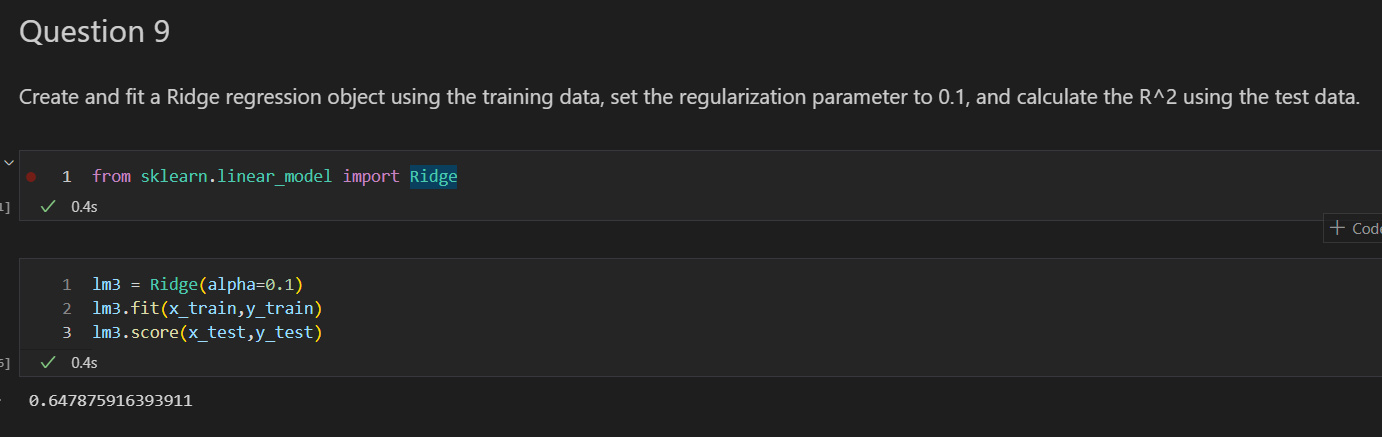 Question 9
Create and fit a Ridge regression object using the training data, set the regularization parameter to 0.1, and calculate the R^2 using the test data.
1 from sklearn.linear_model import Ridge
1] 0.4s
+ Code
1 lm3 = Ridge(alpha=0.1)
2 lm3.fit(x_train,y_train)
3 lm3.score(x_test,y_test)
5] 0.4s
0.647875916393911